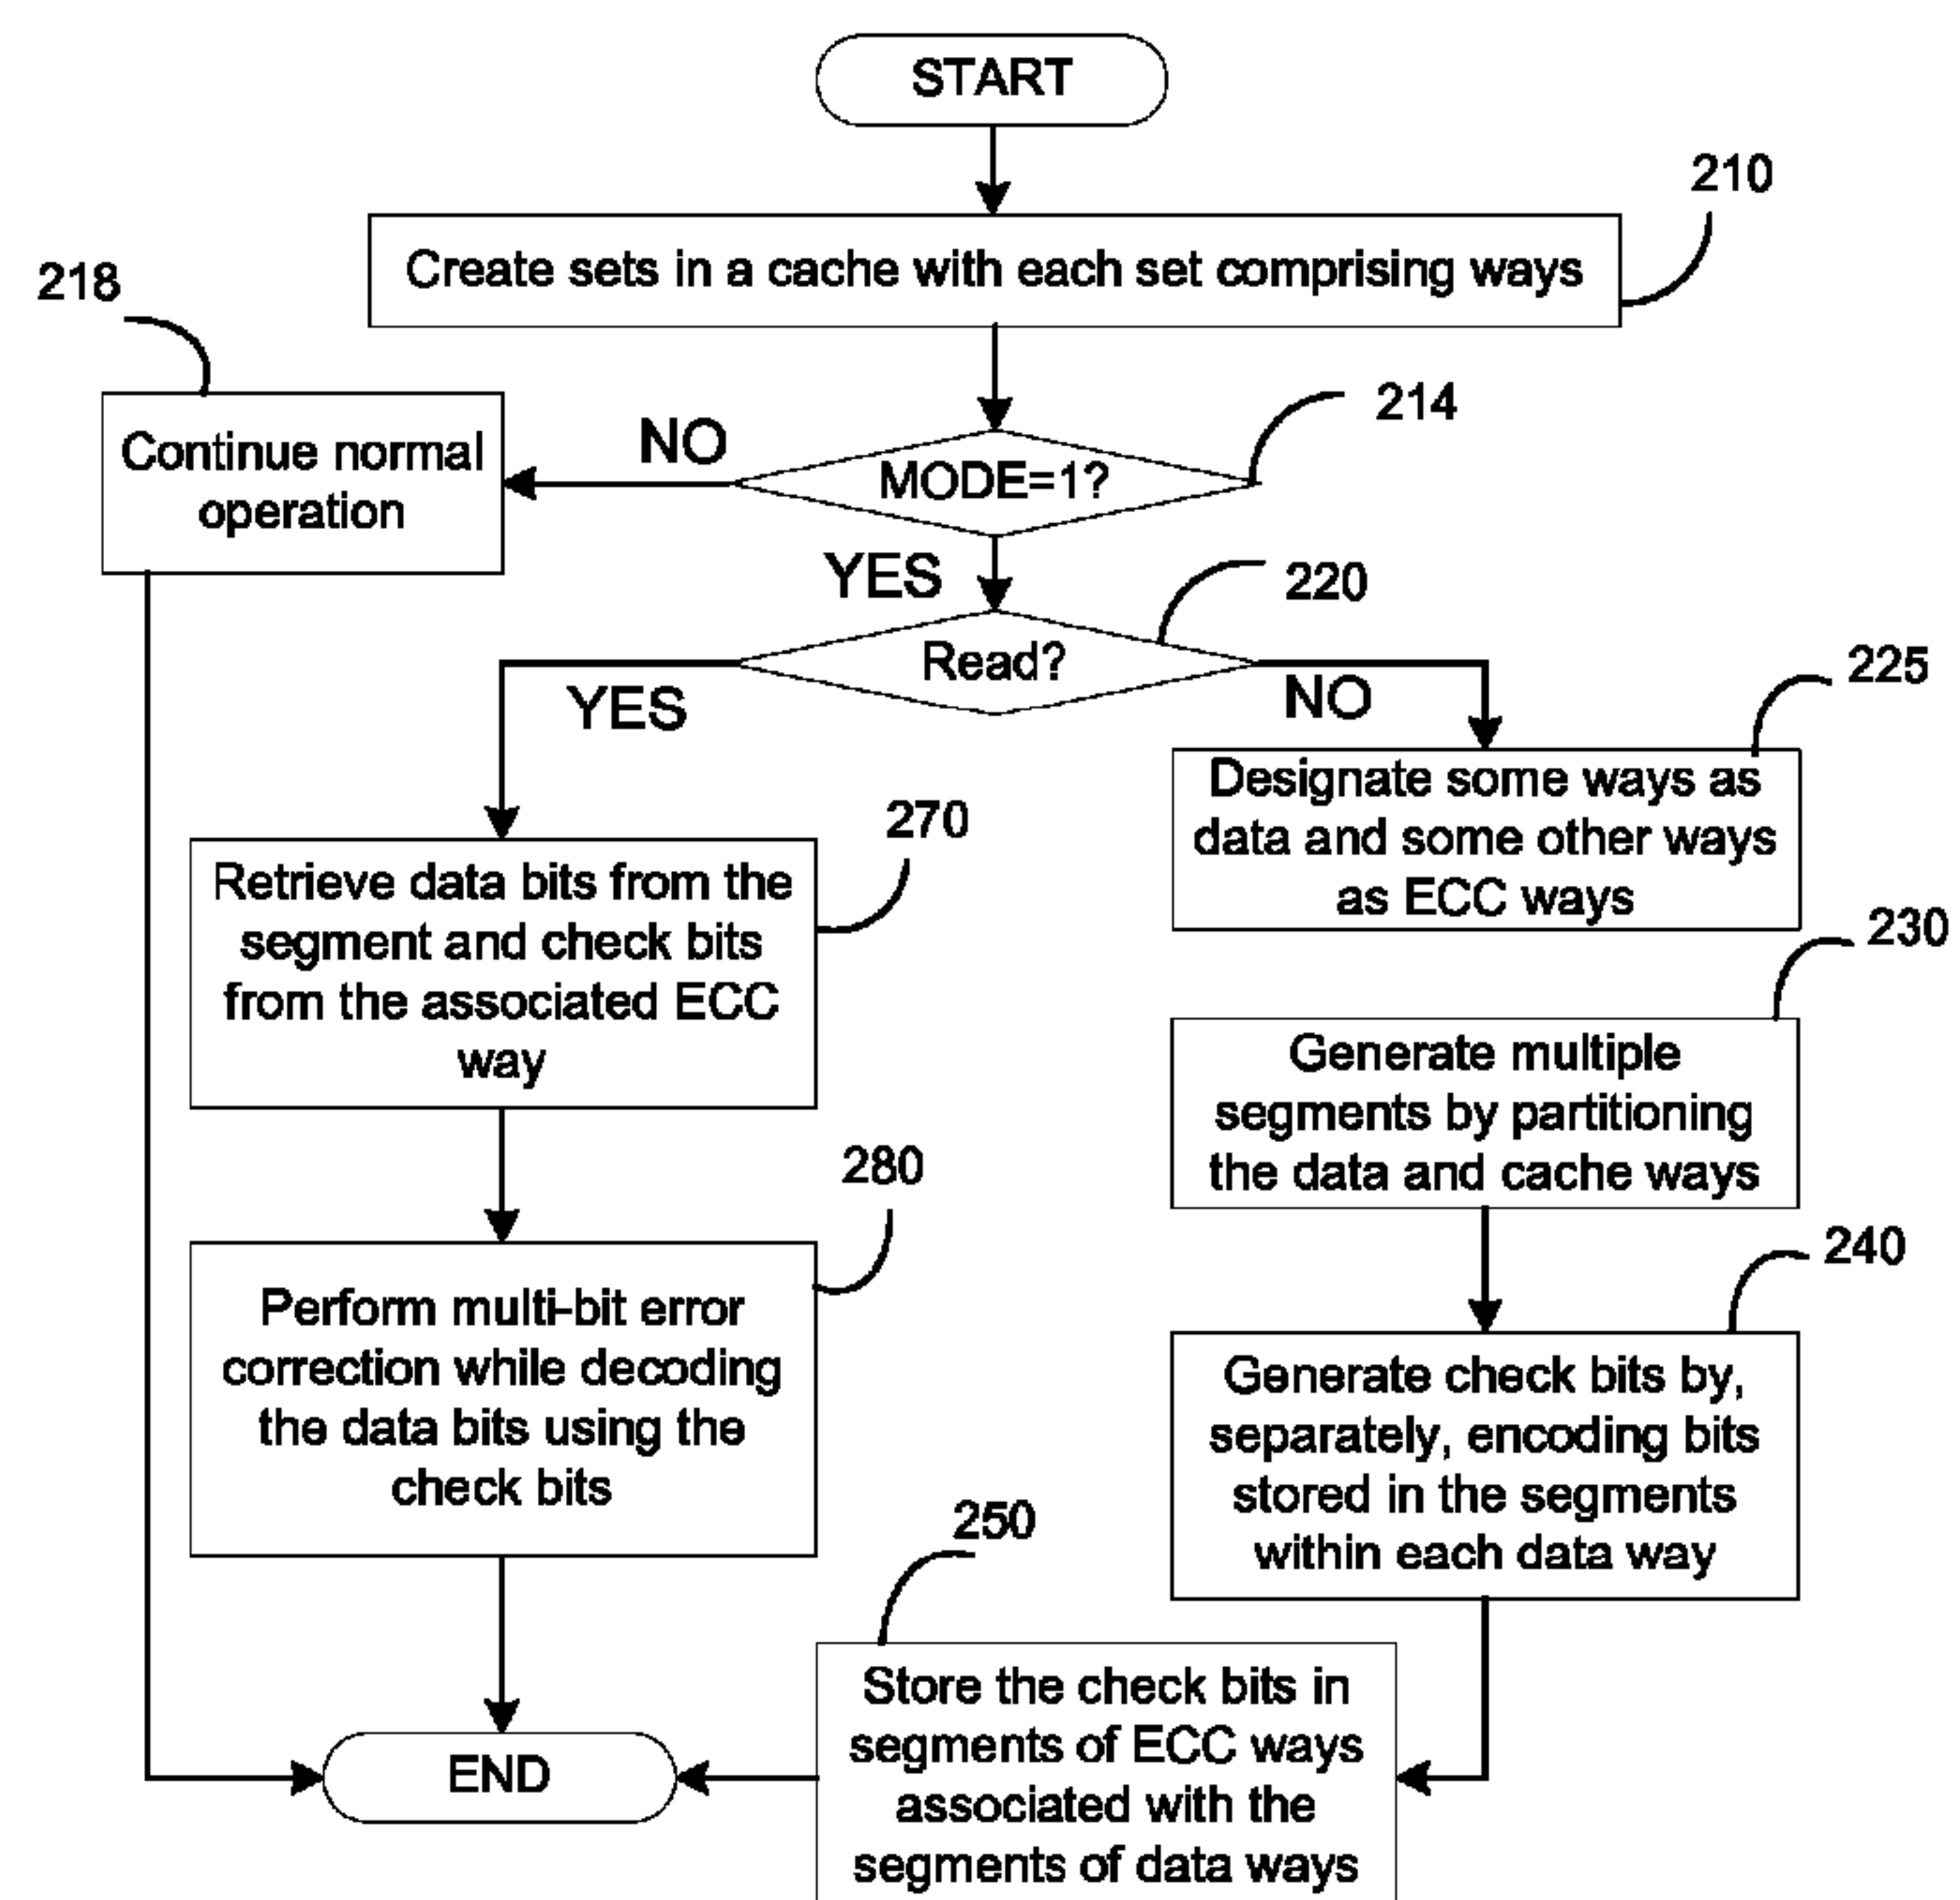 START
210
Create sets in a cache with each set comprising ways
218
Continue normal
operation
NO
MODE=1?
214
YES
220
Read?
YES
NO
225
Designate some ways as
data and some other ways
as ECC ways
270
Retrieve data bits from the
segment and check bits
from the associated ECC
way
230
Generate multiple
segments by partitioning
the data and cache ways
280
Perform multi-bit error
correction while decoding
the data bits using the
check bits
240
Generate check bits by,
separately, encoding bits
stored in the segments
within each data way
250
Store the check bits in
segments of ECC ways
associated with the
segments of data ways
END